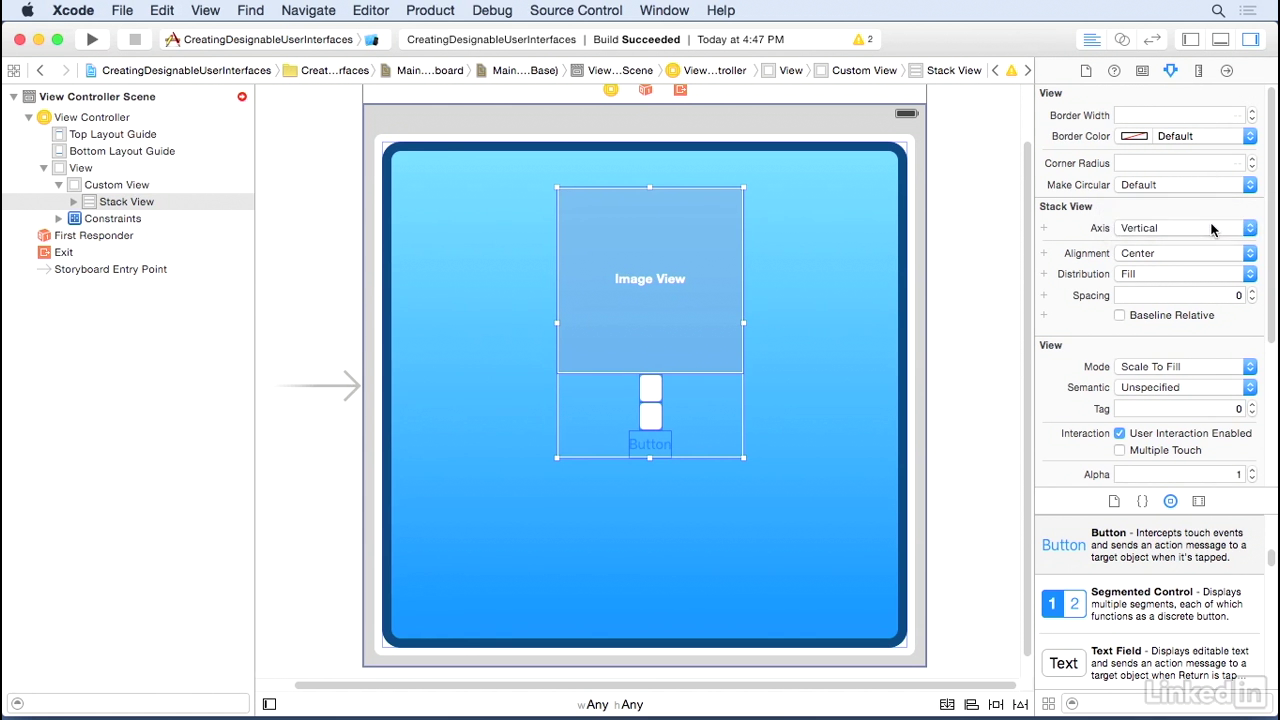 Xcode File Edit View Find Navigate Editor Product Debug Source Control Window Help
CreatingDesignableUserInterfaces
CreatingDesignableUserInterfaces | Build Succeeded | Today at 4:47 PM 2
CreatingDesignableUserInterfaces Creat...rfaces Main....board Main....Base) View...Scene View...troller View Custom View Stack View
View Controller Scene
View Controller
Top Layout Guide
Bottom Layout Guide
View
Custom View
Stack View
Constraints
First Responder
Exit
Storyboard Entry Point
Image View
Button
wAny hAny
View
Border Width
Border Color Default
Corner Radius
Make Circular Default
Stack View
Axis Vertical
Alignment Center
Distribution Fill
Spacing 0
Baseline Relative
View
Mode Scale To Fill
Semantic Unspecified
Tag 0
Interaction User Interaction Enabled
Multiple Touch
Alpha 1
Button
Button - Intercepts touch events
and sends an action message to a
target object when it's tapped.
1 2
Segmented Control - Displays
multiple segments, each of which
functions as a discrete button.
Text
Text Field - Displays editable text
and sends an action message to a
target object when Return is tap...
Linked in